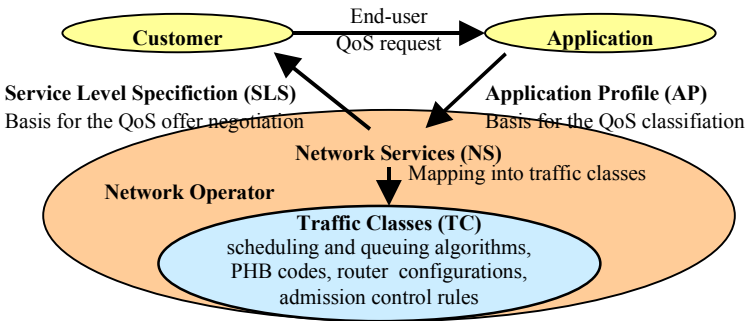 End-user
Customer
QoS request
Application
Service Level Specifiction (SLS)
Basis for the QoS offer negotiation
Application Profile (AP)
Basis for the QoS classifiation
Network Services (NS)
Mapping into traffic classes
Network Operator
Traffic Classes (TC)
scheduling and queuing algorithms,
PHB codes, router configurations,
admission control rules